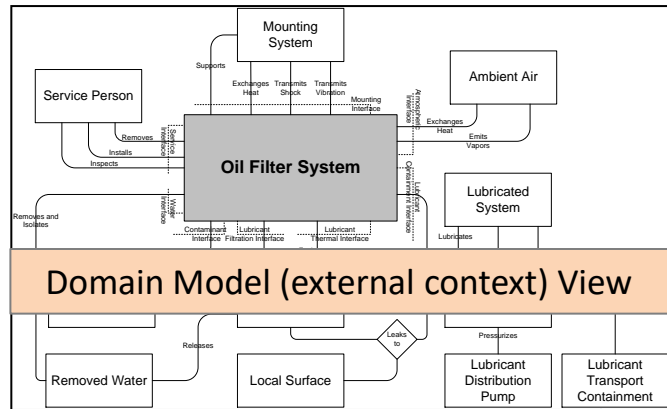 Mounting
System
Supports
Exchanges
Heat
Transmits
Shock
Transmits
Vibration
Mounting
Interface
Atmospheric
Interface
Ambient Air
Exchanges
Heat
Emits
Vapors
Service Person
Removes
Installs
Inspects
Service
Interface
Oil Filter System
Water
Interface
Removes and
Isolates
Contaminant
Interface
Lubricant
Filtration Interface
Lubricant
Thermal Interface
Lubricant
Containment Interface
Lubricated
System
Lubricates
Domain Model (external context) View
Releases
Leaks
to
Pressurizes
Removed Water
Local Surface
Lubricant
Distribution
Pump
Lubricant
Transport
Containment